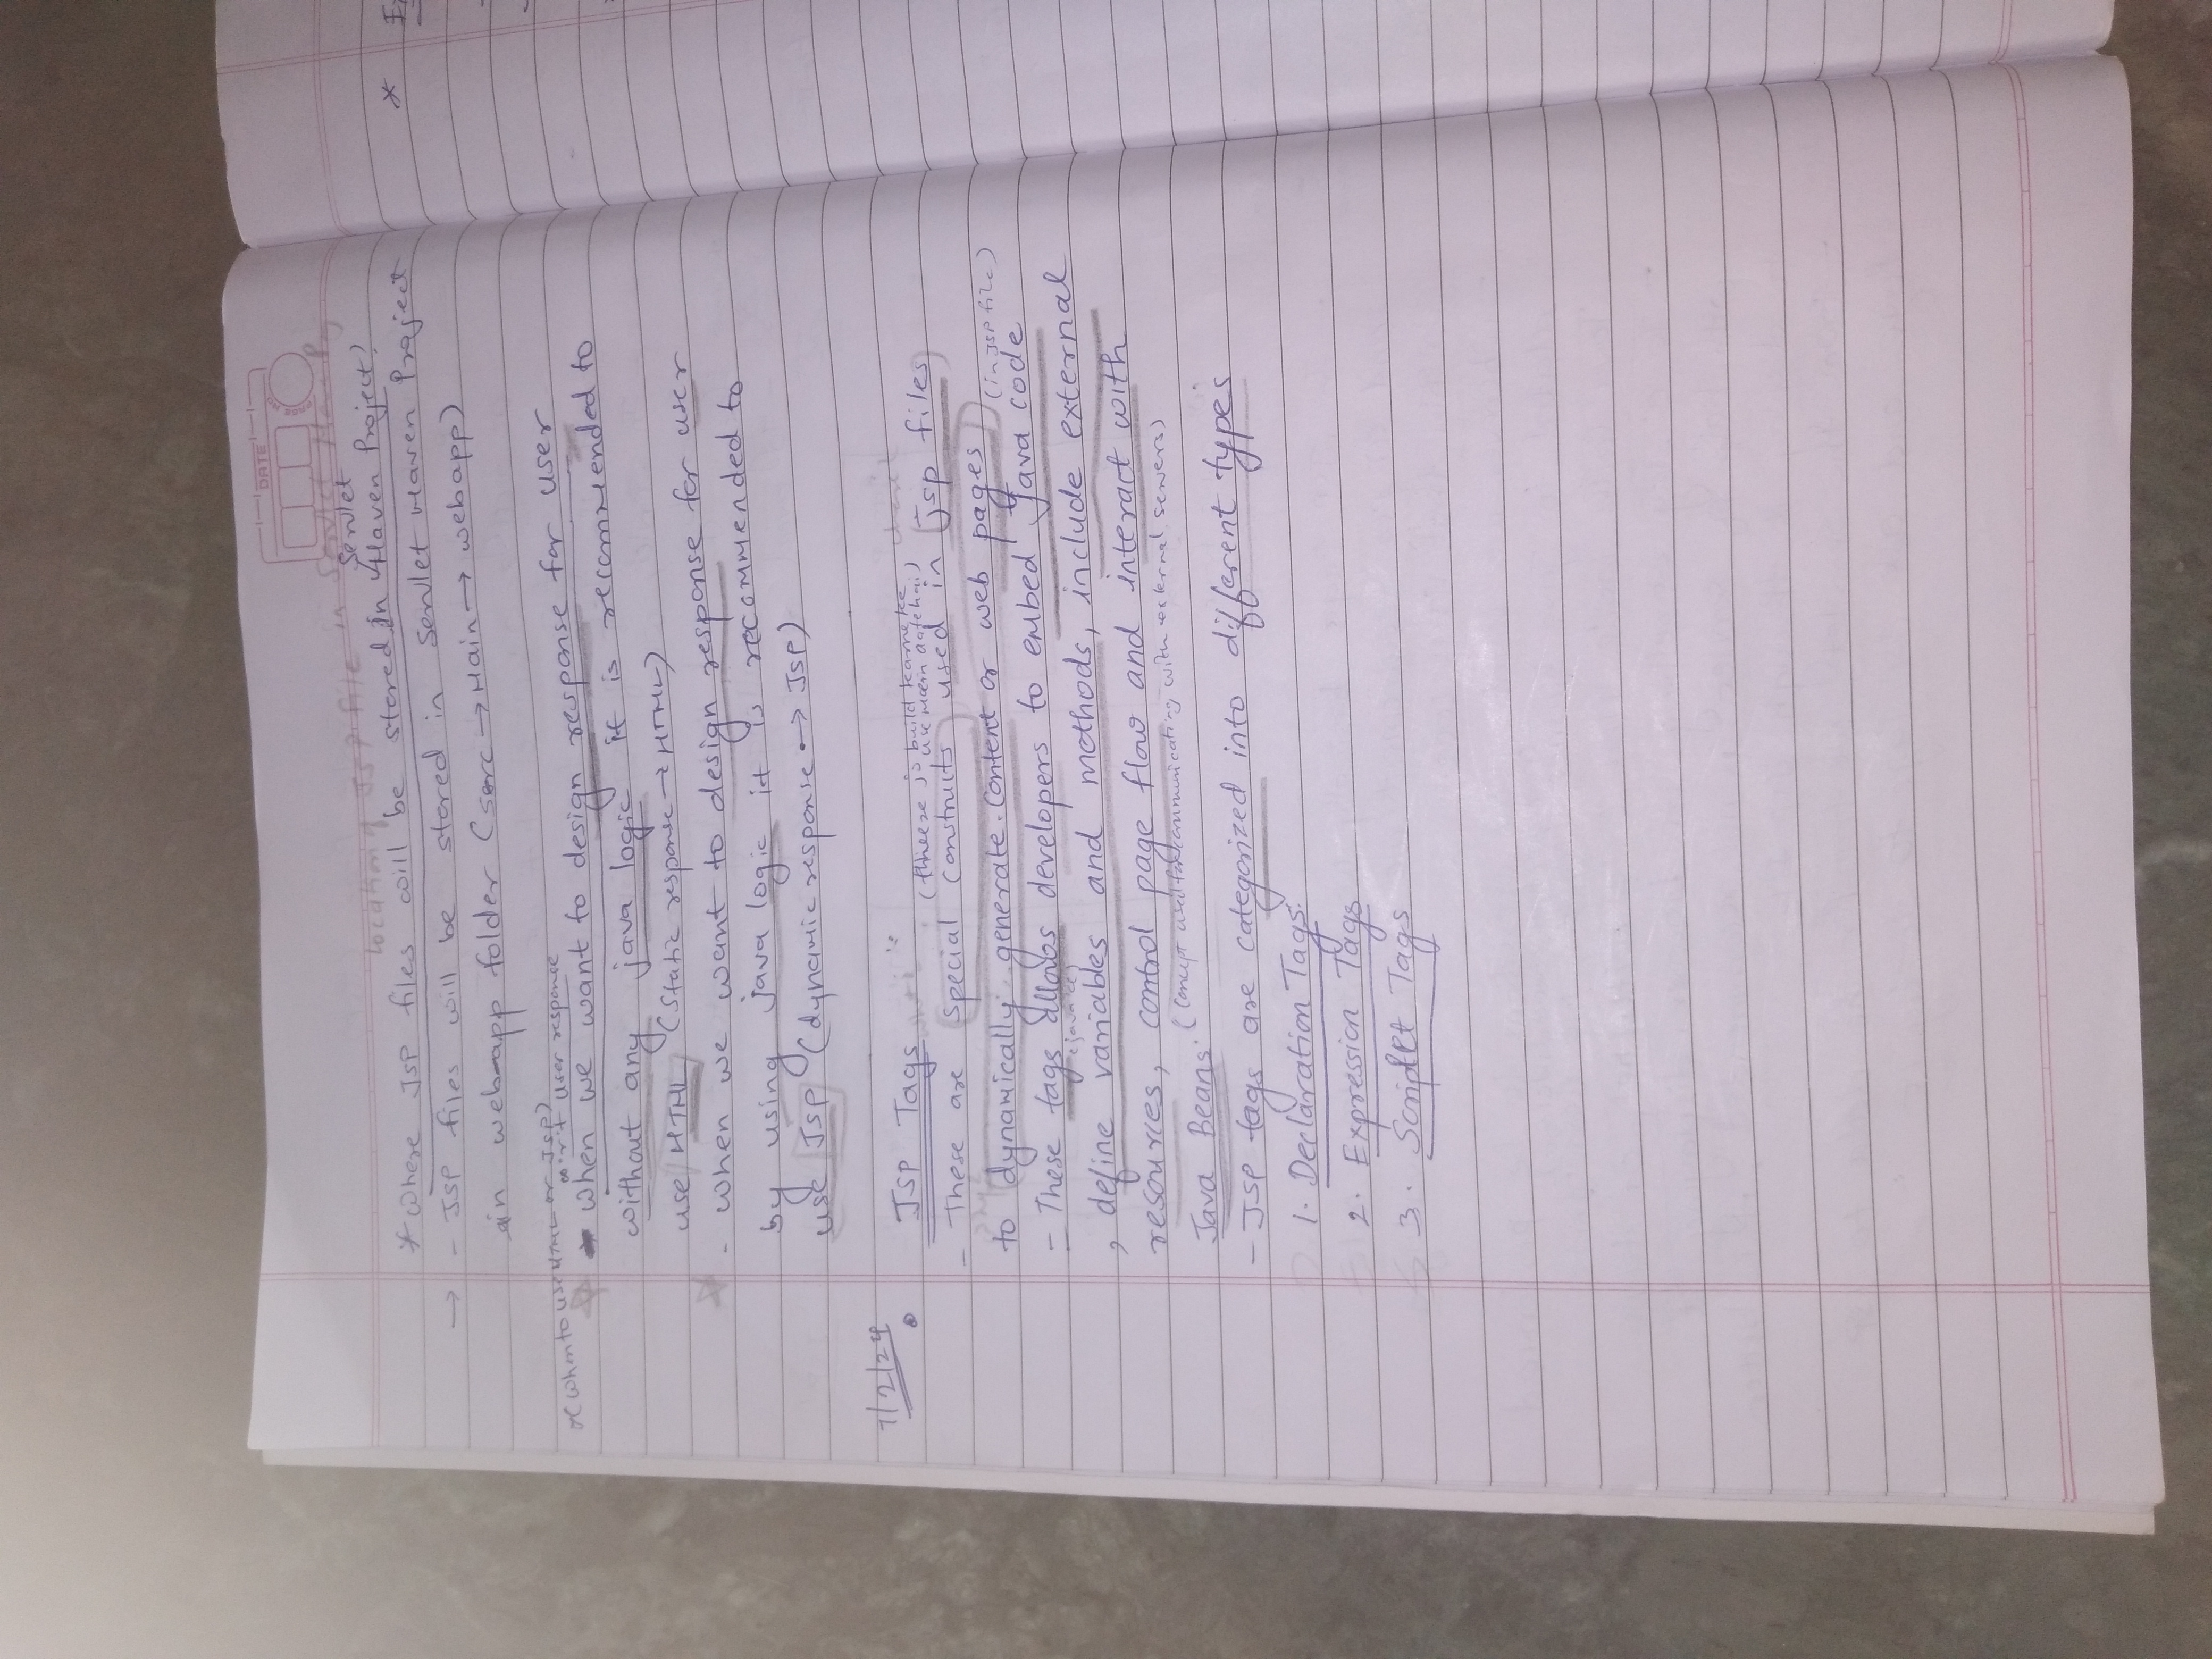 DATE
PAGE NO
Location of JSP File in Servlet Maven
Servlet
* Where JSP files will be stored in Maven Project?
→ - JSP files will be stored in Servlet Maven Project
in webapp folder (src → Main → webapp)
* (When to use HTML or JSP)
w.r.t user response
when we want to design response for user
without any java logic it is recommended to
use HTML (Static response → HTML)
- when we want to design response for user
by using java logic it is recommended to
use JSP (dynamic response → JSP)
7/2/24
JSP Tags
(jo build karne ke
use mein aate hai)
- These are special constructs used in jsp files
to dynamically generate content or web pages
(in JSP file)
- These tags allows developers to embed Java code
, define variables and methods, include external
resources, control page flow and interact with
Java Beans. (Concept used for communicating with external servers)
- JSP tags are categorized into different types
1. Declaration Tags.
2. Expression Tags
3. Scriptlet Tags
*